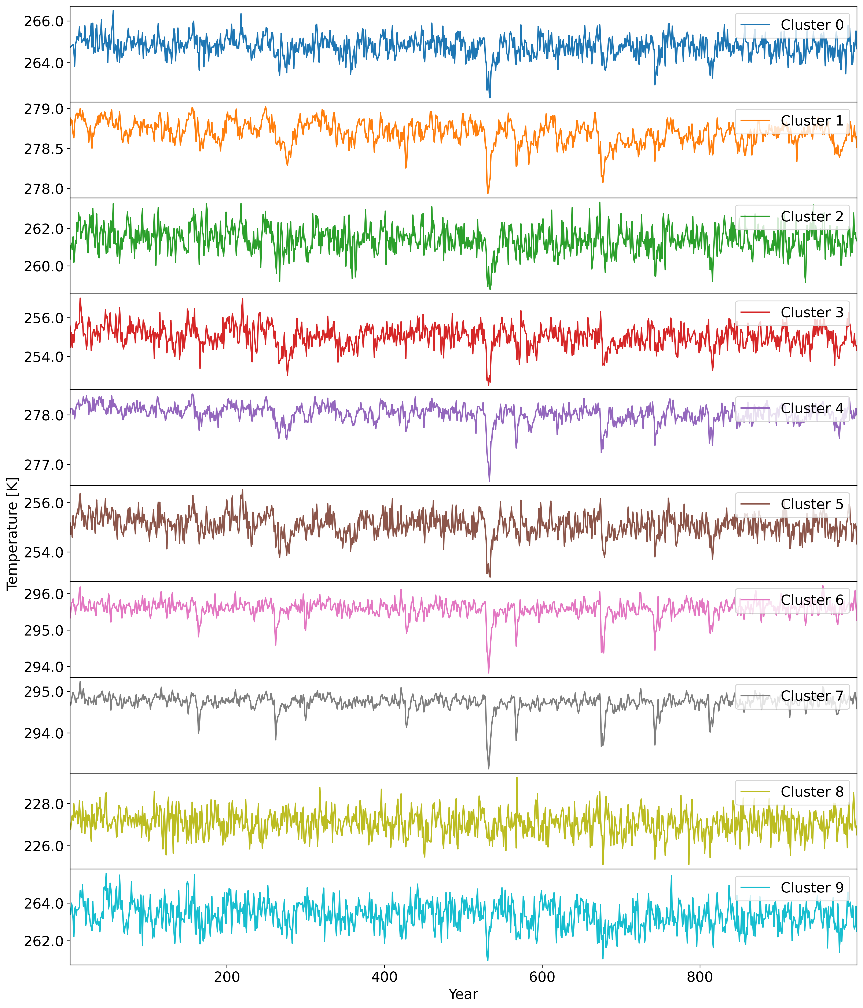 266.0
264.0
Cluster 0
279.0
278.5
278.0
Cluster 1
262.0
260.0
Cluster 2
256.0
254.0
Cluster 3
278.0
277.0
Cluster 4
256.0
254.0
Cluster 5
296.0
295.0
294.0
Cluster 6
295.0
294.0
Cluster 7
228.0
226.0
Cluster 8
264.0
262.0
Cluster 9
Temperature [K]
200
400
600
800
Year